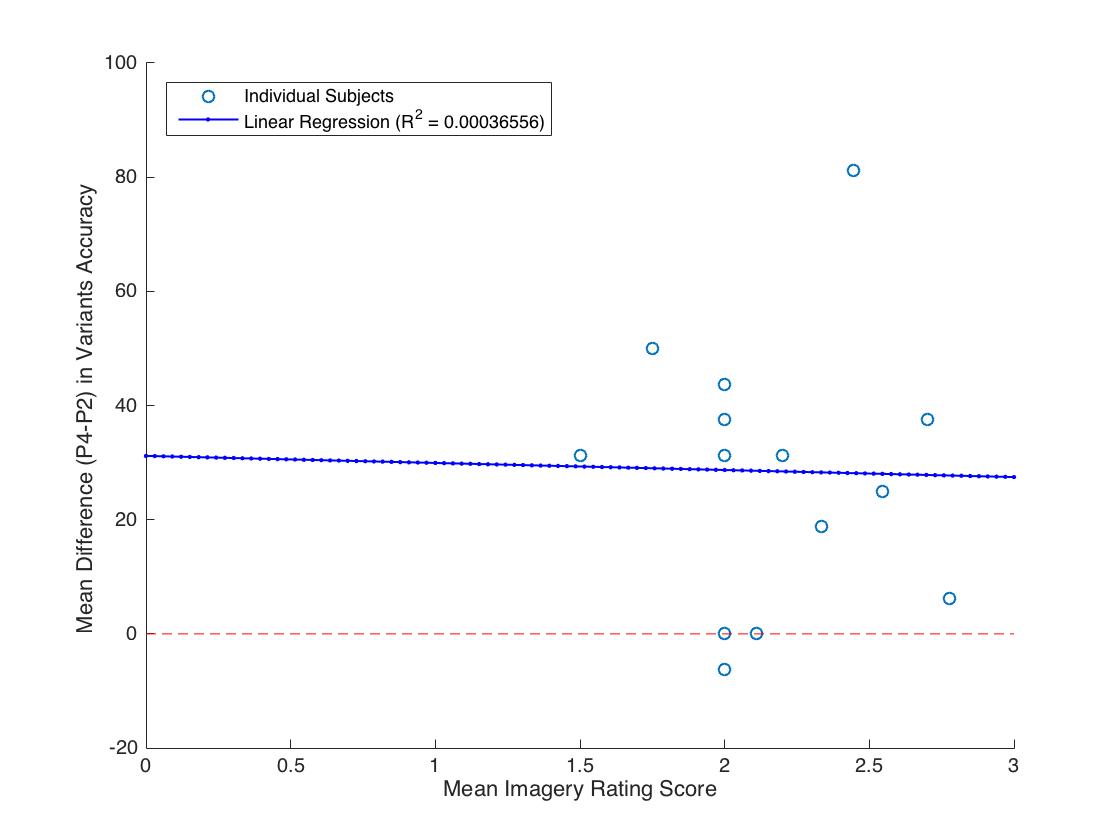 100
80
60
40
20
0
-20
Mean Difference (P4-P2) in Variants Accuracy
Individual Subjects
Linear Regression (R² = 0.00036556)
0 0.5 1 1.5 2 2.5 3
Mean Imagery Rating Score